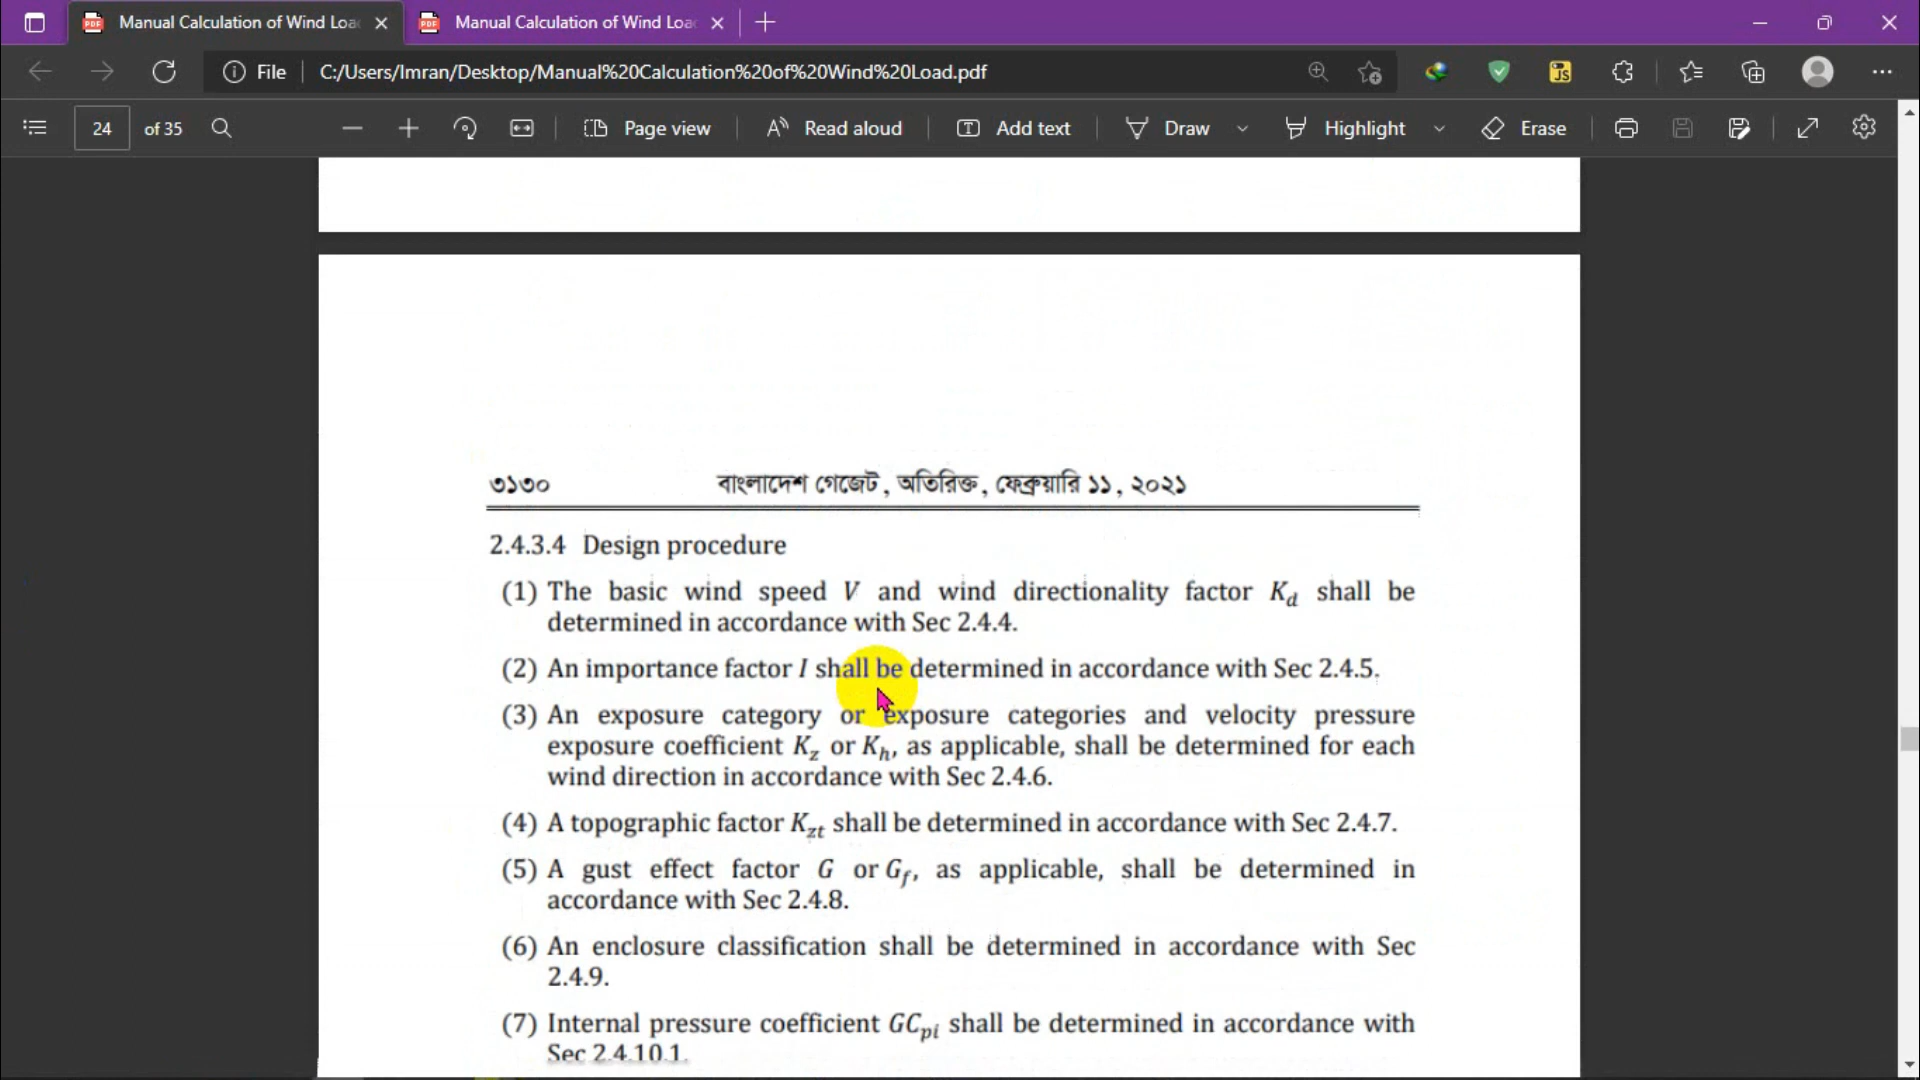 Manual Calculation of Wind Loa
Manual Calculation of Wind Loa
File
C:/Users/Imran/Desktop/Manual%20Calculation%20of%20Wind%20Load.pdf
24 of 35
Page view
Read aloud
Add text
Draw
Highlight
Erase
৩১৩০ বাংলাদেশ গেজেট, অতিরিক্ত, ফেব্রুয়ারি ১১, ২০২১
2.4.3.4 Design procedure
(1) The basic wind speed V and wind directionality factor K_d shall be
determined in accordance with Sec 2.4.4.
(2) An importance factor I shall be determined in accordance with Sec 2.4.5.
(3) An exposure category or exposure categories and velocity pressure
exposure coefficient K_z or K_h, as applicable, shall be determined for each
wind direction in accordance with Sec 2.4.6.
(4) A topographic factor K_zt shall be determined in accordance with Sec 2.4.7.
(5) A gust effect factor G or G_f, as applicable, shall be determined in
accordance with Sec 2.4.8.
(6) An enclosure classification shall be determined in accordance with Sec
2.4.9.
(7) Internal pressure coefficient GC_pi shall be determined in accordance with
Sec 2.4.10.1.